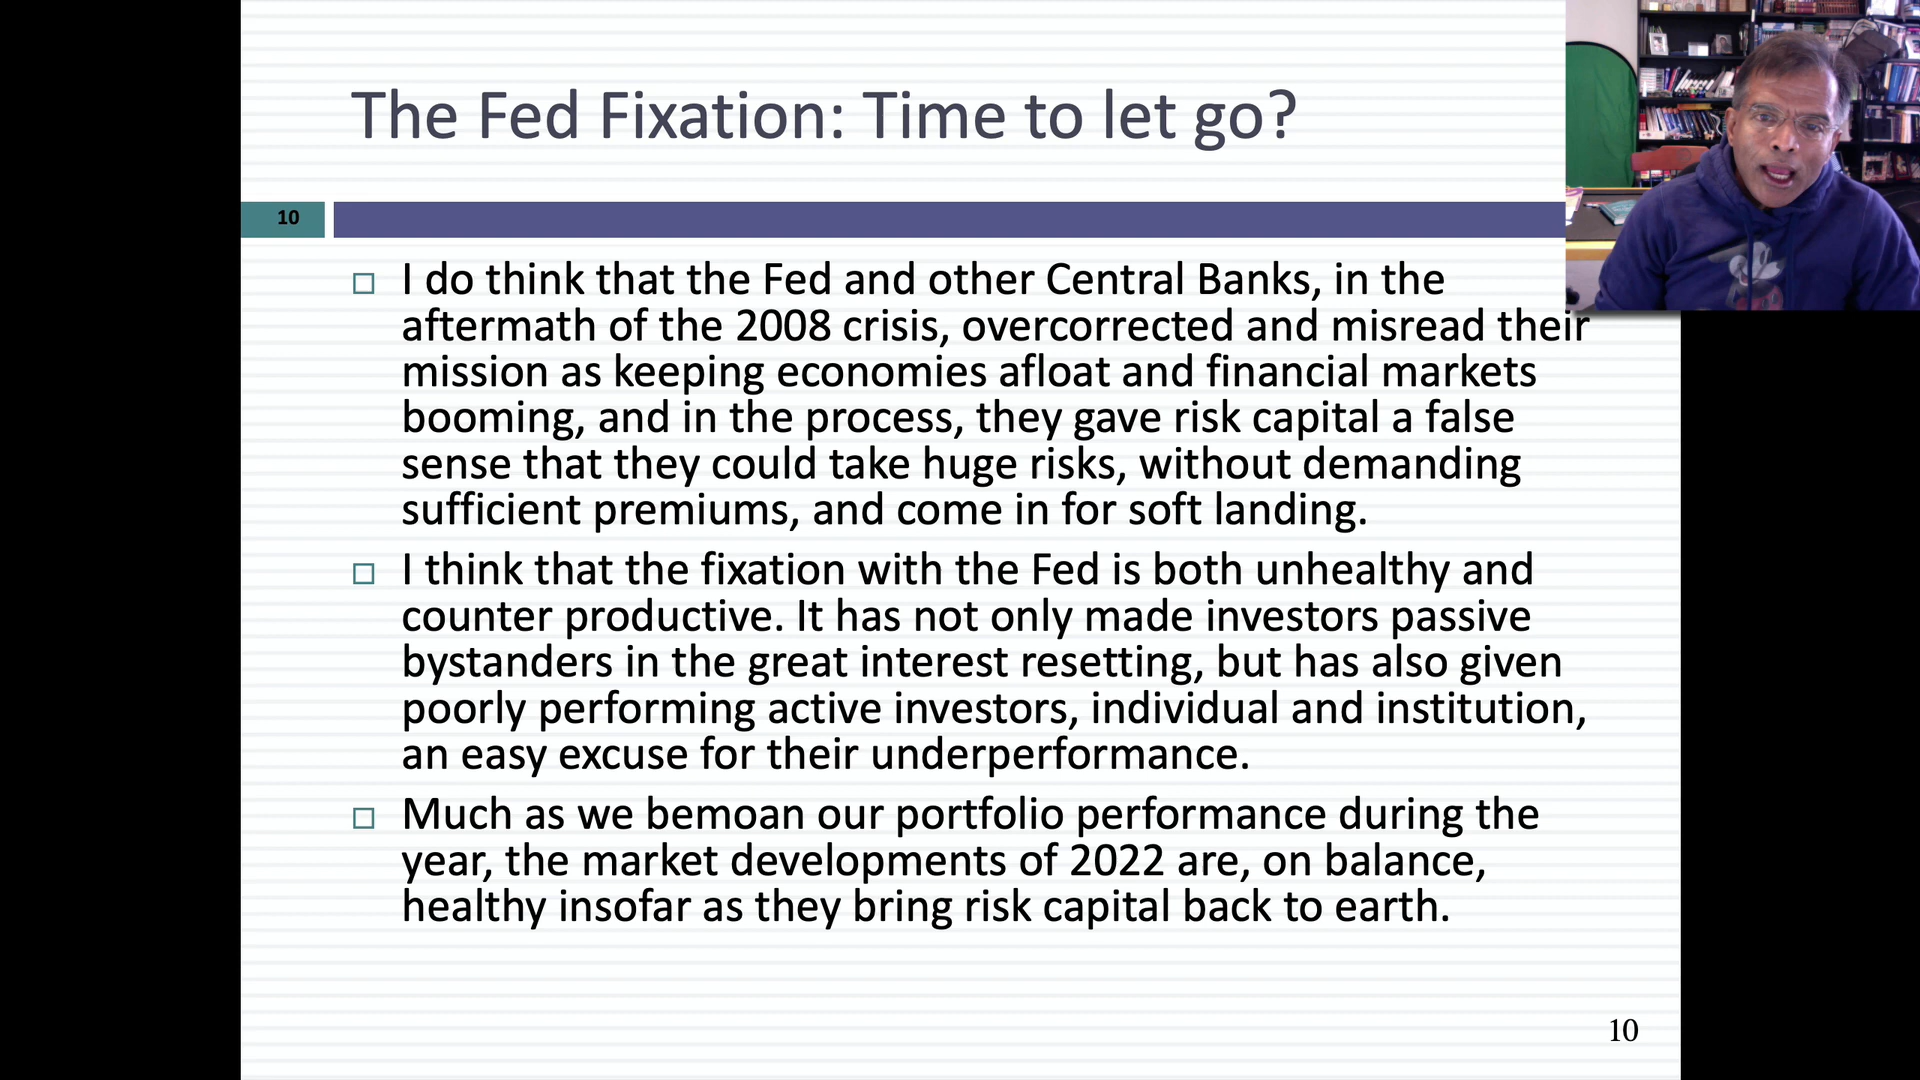 The Fed Fixation: Time to let go?
10
I do think that the Fed and other Central Banks, in the
aftermath of the 2008 crisis, overcorrected and misread their
mission as keeping economies afloat and financial markets
booming, and in the process, they gave risk capital a false
sense that they could take huge risks, without demanding
sufficient premiums, and come in for soft landing.
I think that the fixation with the Fed is both unhealthy and
counter productive. It has not only made investors passive
bystanders in the great interest resetting, but has also given
poorly performing active investors, individual and institution,
an easy excuse for their underperformance.
Much as we bemoan our portfolio performance during the
year, the market developments of 2022 are, on balance,
healthy insofar as they bring risk capital back to earth.
10